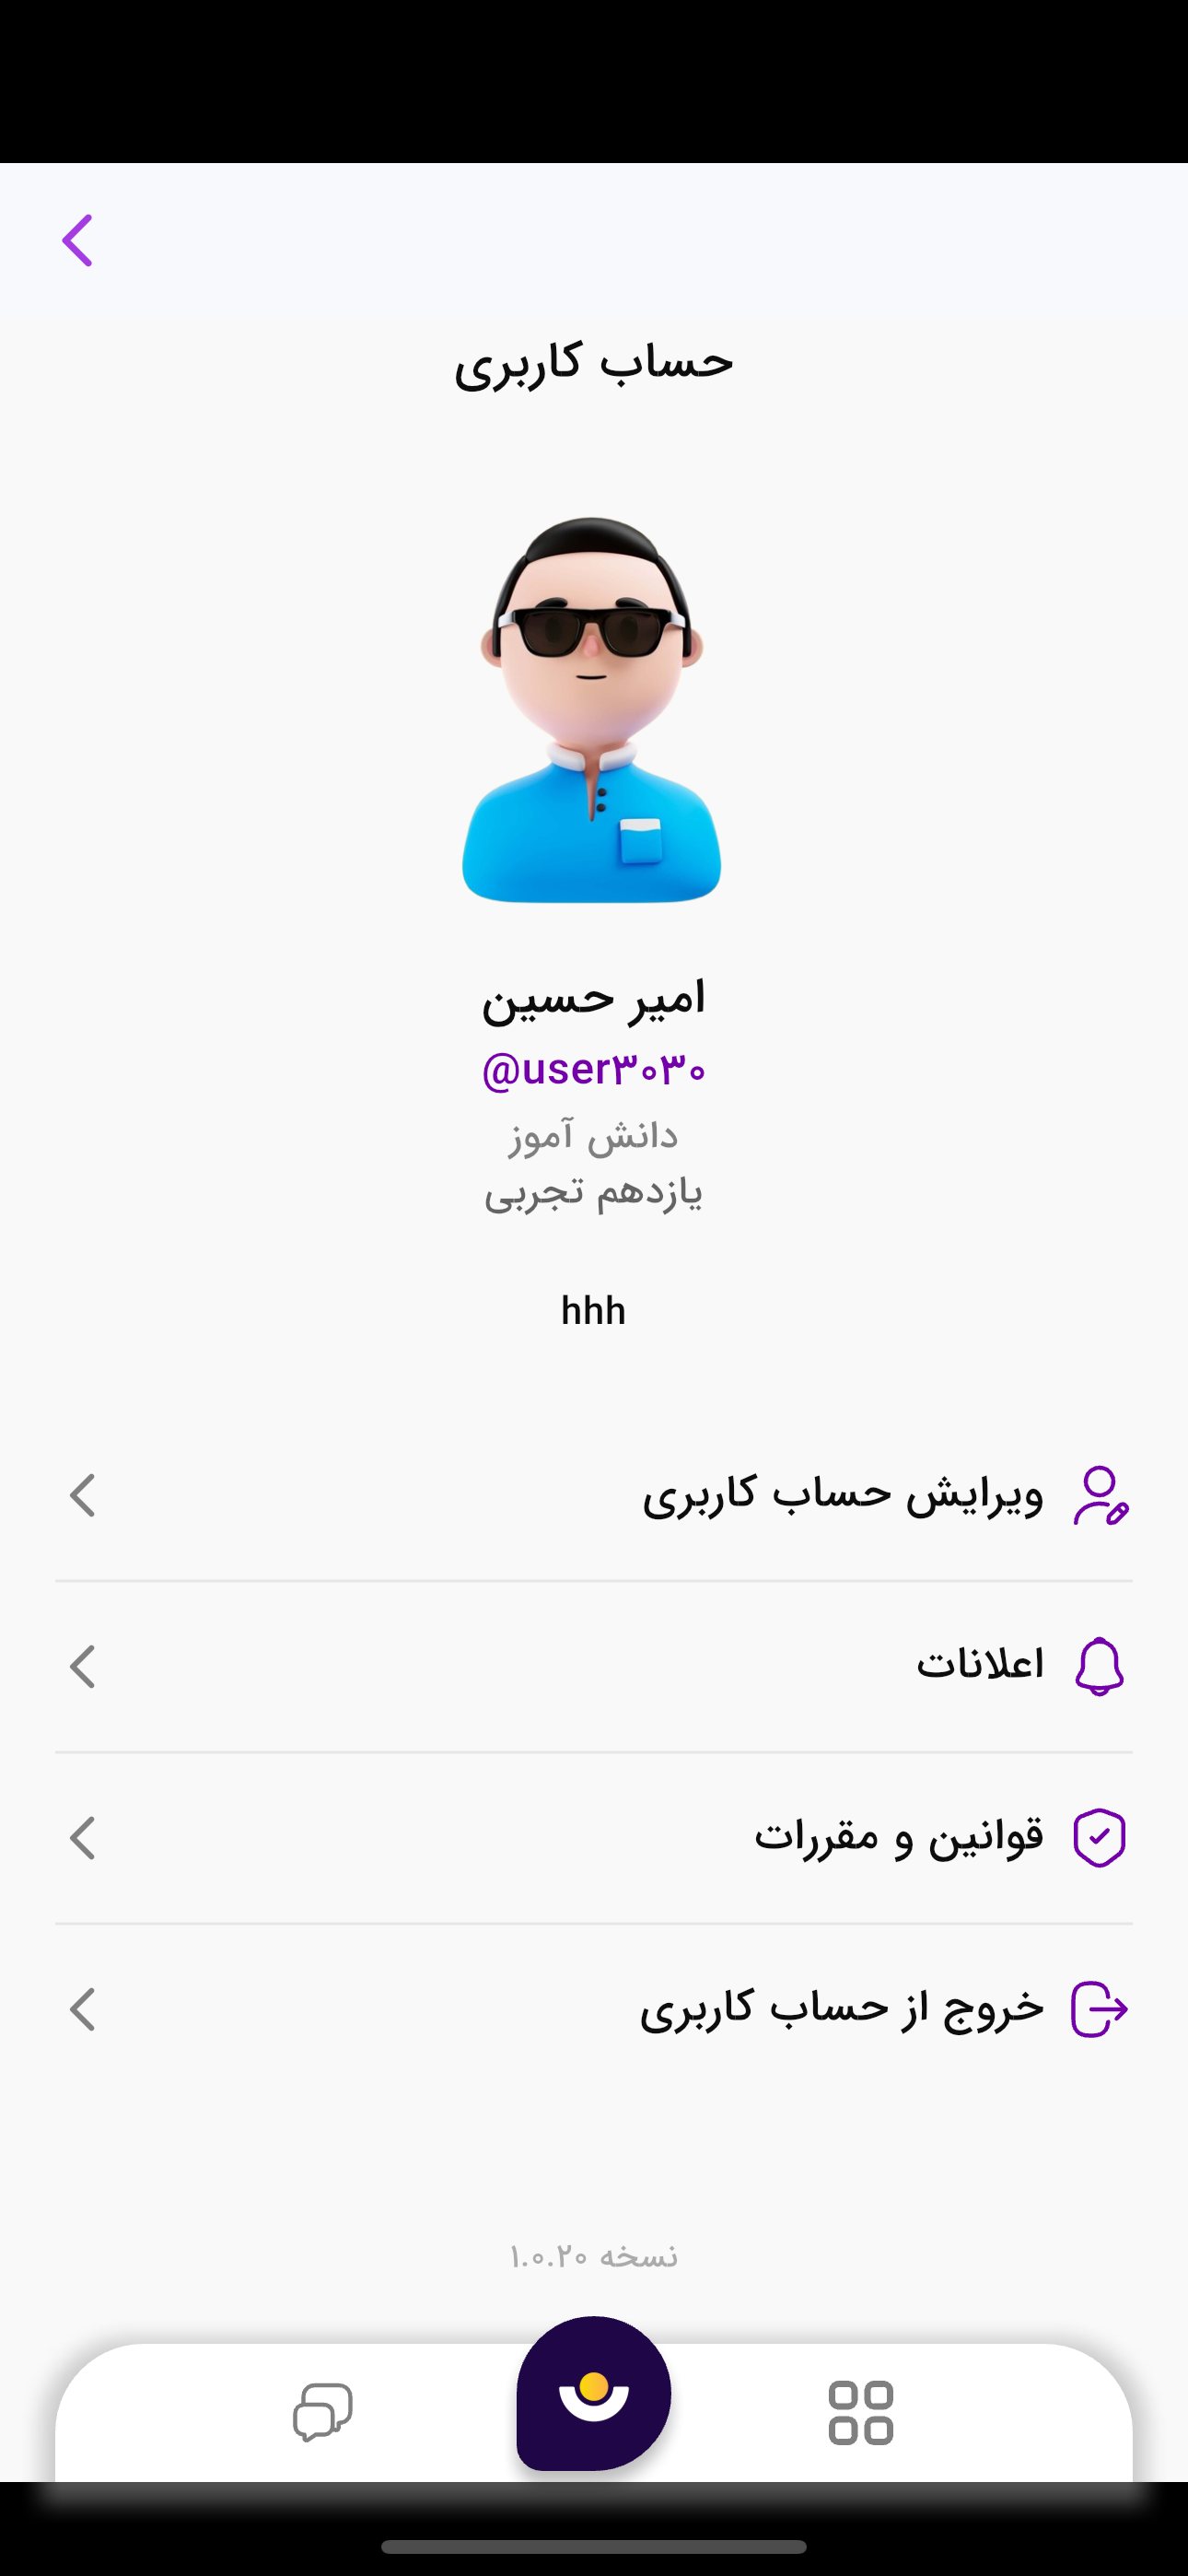 حساب کاربری
امیر حسین
@user۳۰۳۰
دانش آموز
یازدهم تجربی
hhh
ویرایش حساب کاربری
اعلانات
قوانین و مقررات
خروج از حساب کاربری
نسخه ۱.۰.۲۰